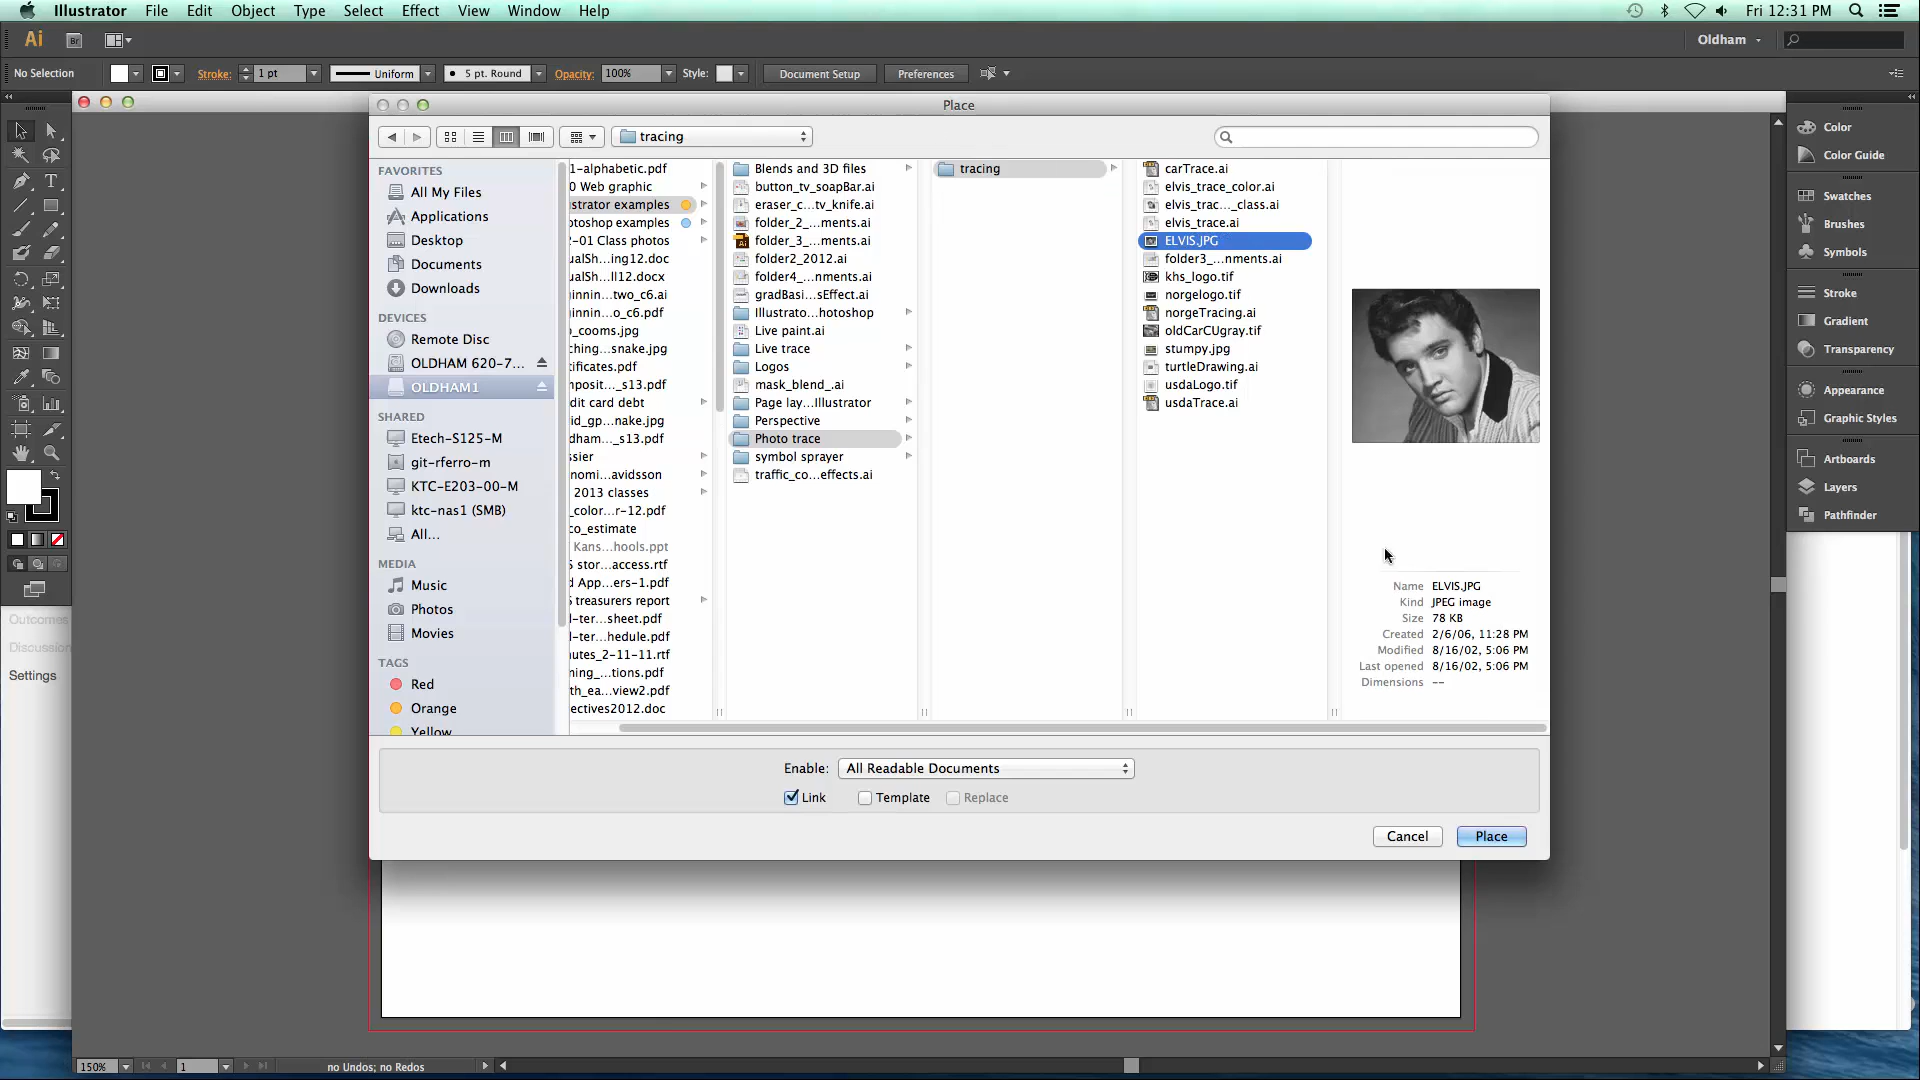 Illustrator File Edit Object Type Select Effect View Window Help
Fri 12:31 PM
Ai Br
Oldham
No Selection
Stroke: 1 pt
Uniform
5 pt. Round
Opacity: 100%
Style:
Document Setup
Preferences
Place
tracing
FAVORITES
All My Files
Applications
Desktop
Documents
Downloads
DEVICES
Remote Disc
OLDHAM 620-7...
OLDHAM1
SHARED
Etech-S125-M
git-rferro-m
KTC-E203-00-M
ktc-nas1 (SMB)
All...
MEDIA
Music
Photos
Movies
TAGS
Red
Orange
Yellow
1-alphabetic.pdf
0 Web graphic
strator examples
otoshop examples
2-01 Class photos
ualSh...ing12.doc
ualSh...ll12.docx
ginnin...two_c6.ai
ginnin...o_c6.pdf
o_cooms.jpg
ching...snake.jpg
tificates.pdf
nposit..._s13.pdf
dit card debt
id_gp...nake.jpg
dham..._s13.pdf
ssier
nomi...avidsson
2013 classes
_color...r-12.pdf
co_estimate
Kans...hools.ppt
S stor...access.rtf
d App...ers-1.pdf
S treasurers report
l-ter...sheet.pdf
l-ter...hedule.pdf
nutes_2-11-11.rtf
ning_...tions.pdf
th_ea...view2.pdf
ectives2012.doc
Blends and 3D files
button_tv_soapBar.ai
eraser_c...tv_knife.ai
folder_2_...ments.ai
folder_3_...ments.ai
folder2_2012.ai
folder4_...nments.ai
gradBasi...sEffect.ai
Illustrato...hotoshop
Live paint.ai
Live trace
Logos
mask_blend_.ai
Page lay...Illustrator
Perspective
Photo trace
symbol sprayer
traffic_co...effects.ai
tracing
carTrace.ai
elvis_trace_color.ai
elvis_trac..._class.ai
elvis_trace.ai
ELVIS.JPG
folder3_...nments.ai
khs_logo.tif
norgelogo.tif
norgeTracing.ai
oldCarCUgray.tif
stumpy.jpg
turtleDrawing.ai
usdaLogo.tif
usdaTrace.ai
Name ELVIS.JPG
Kind JPEG image
Size 78 KB
Created 2/6/06, 11:28 PM
Modified 8/16/02, 5:06 PM
Last opened 8/16/02, 5:06 PM
Dimensions --
Enable: All Readable Documents
Link Template Replace
Cancel Place
Color
Color Guide
Swatches
Brushes
Symbols
Stroke
Gradient
Transparency
Appearance
Graphic Styles
Artboards
Layers
Pathfinder
Outcomes
Discussion
Settings
150% 1 no Undos; no Redos